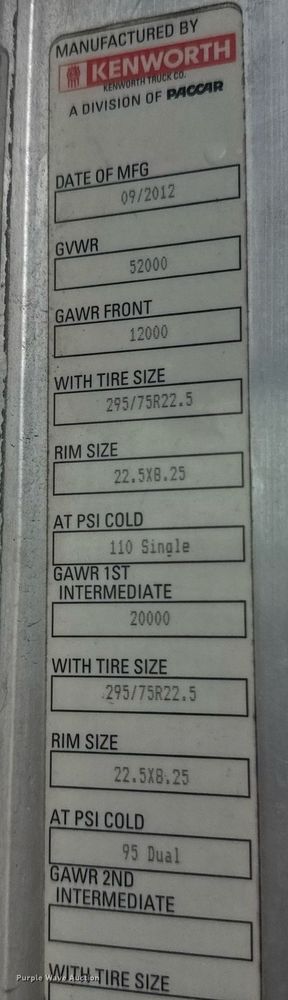 MANUFACTURED BY
KENWORTH
KENWORTH TRUCK CO.
A DIVISION OF PACCAR
DATE OF MFG
09/2012
GVWR
52000
GAWR FRONT
12000
WITH TIRE SIZE
295/75R22.5
RIM SIZE
22.5X8.25
AT PSI COLD
110 Single
GAWR 1ST
INTERMEDIATE
20000
WITH TIRE SIZE
295/75R22.5
RIM SIZE
22.5X8.25
AT PSI COLD
95 Dual
GAWR 2ND
INTERMEDIATE
WITH TIRE SIZE
Purple Wave Auction